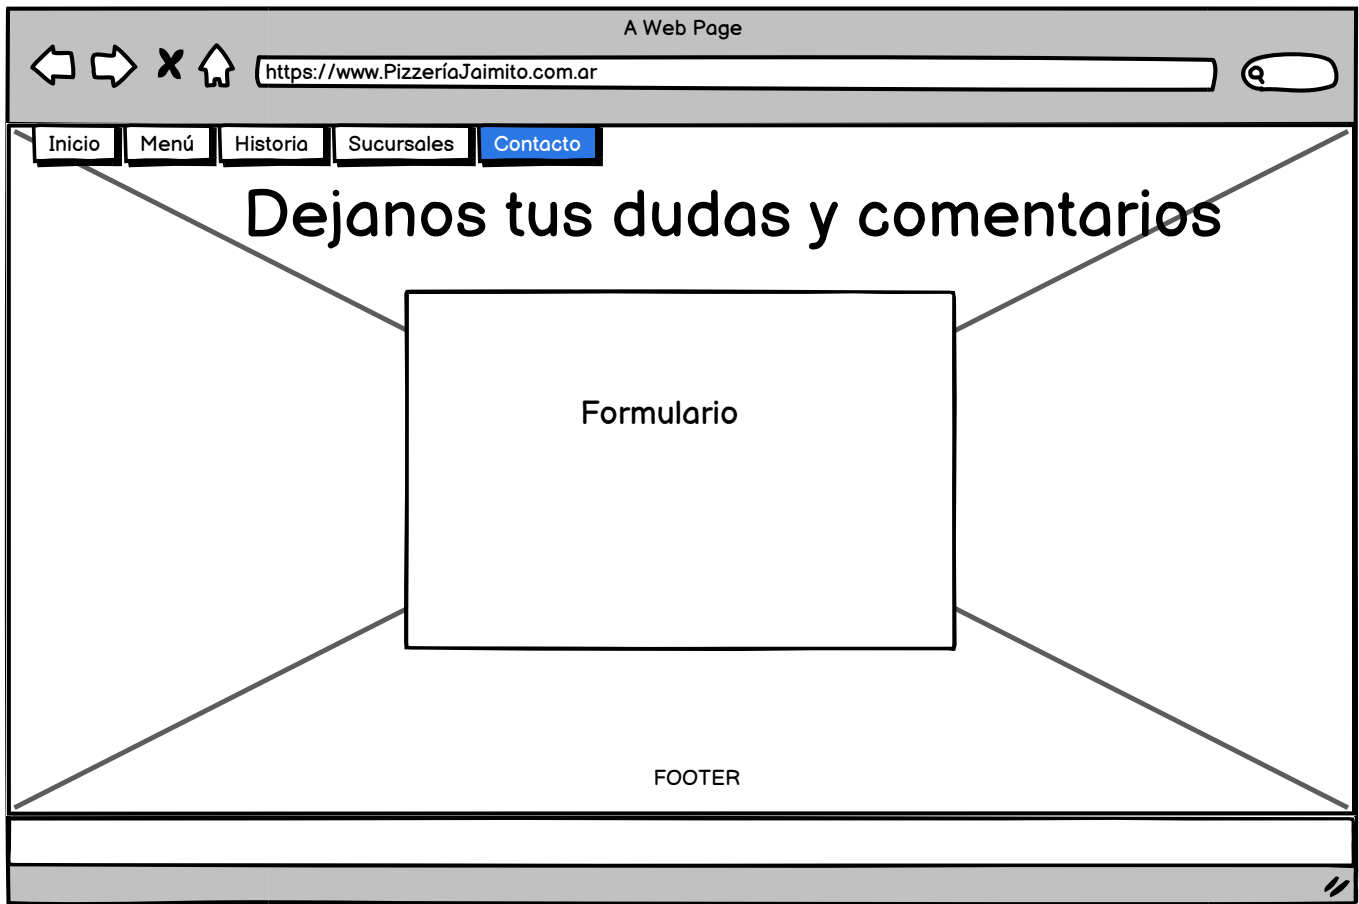 A Web Page
https://www.PizzeríaJaimito.com.ar
Inicio Menú Historia Sucursales Contacto
Dejanos tus dudas y comentarios
Formulario
FOOTER